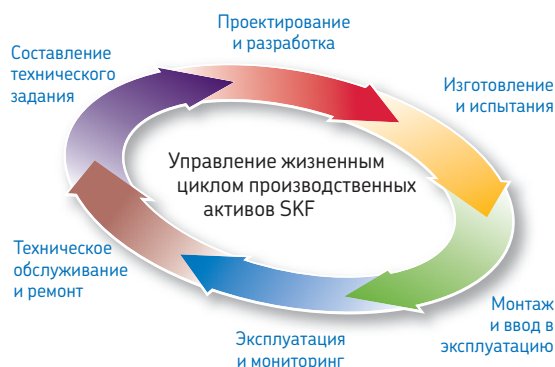 Проектирование
и разработка
Составление
технического
задания
Изготовление
и испытания
Управление жизненным
циклом производственных
активов SKF
Техническое
обслуживание
и ремонт
Монтаж
и ввод в
эксплуатацию
Эксплуатация
и мониторинг